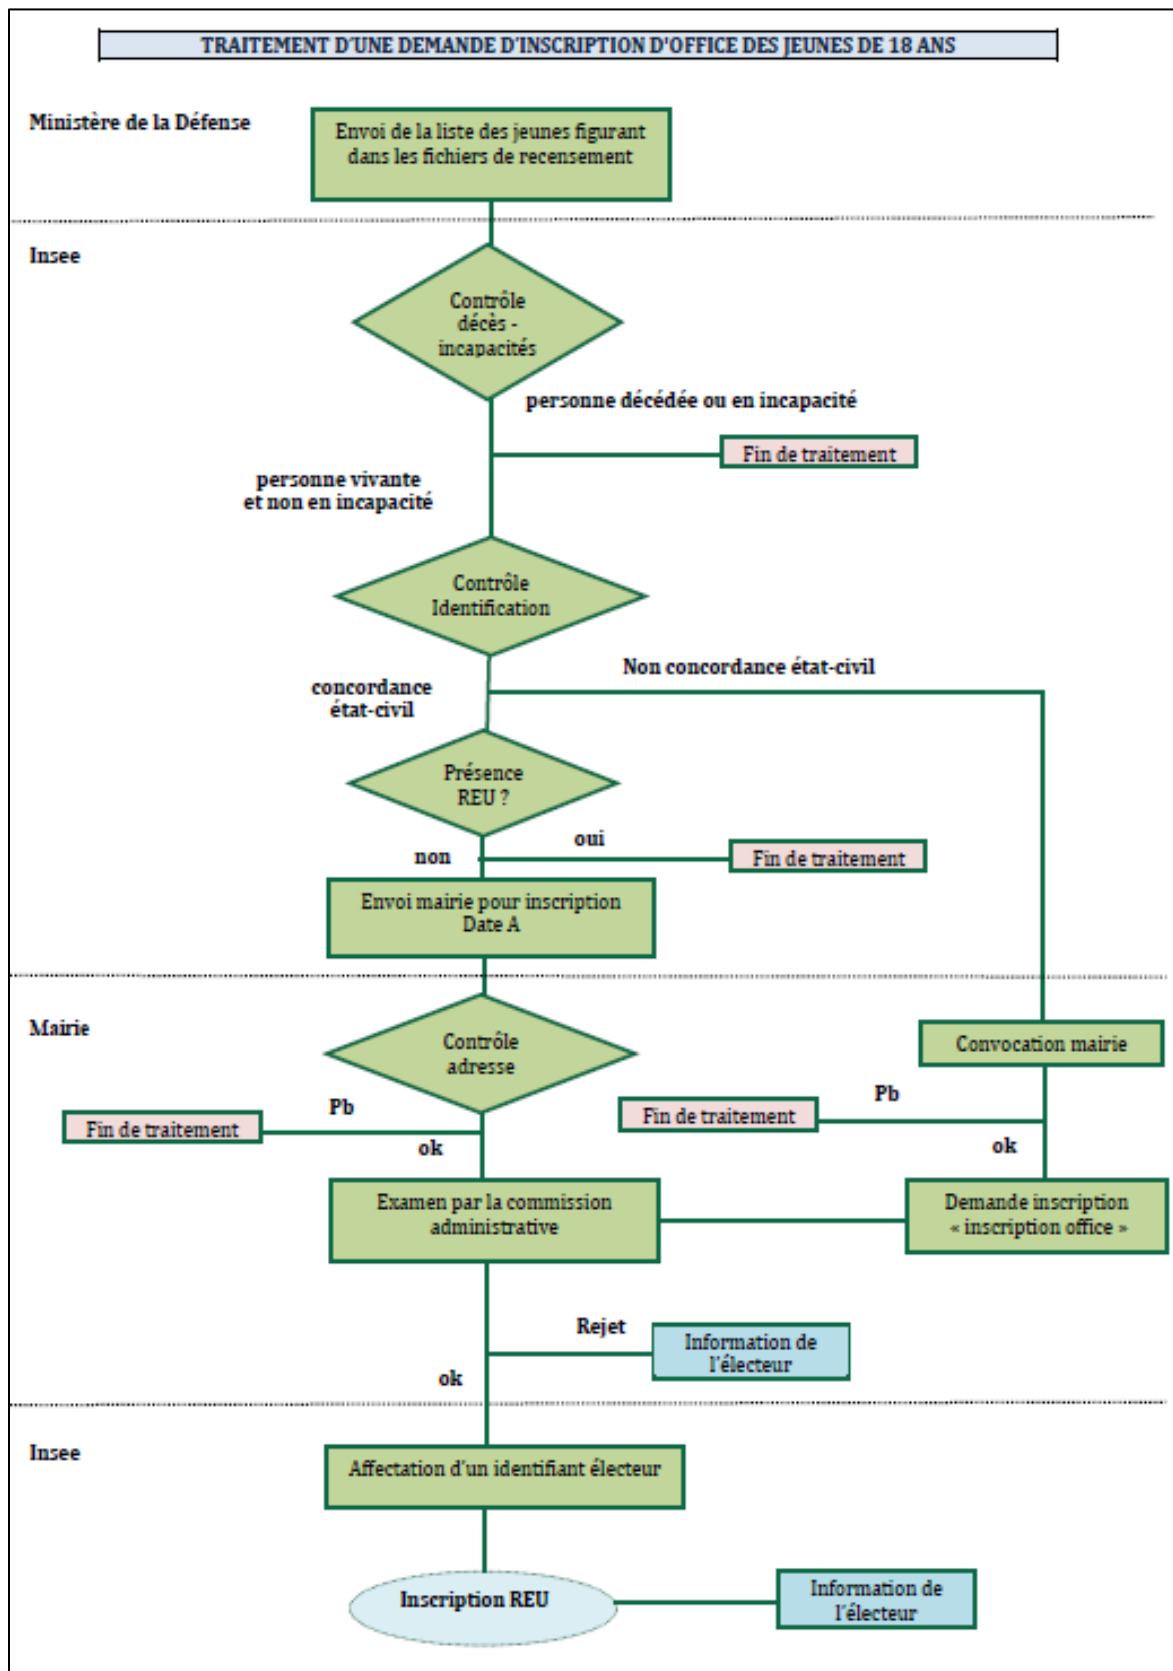 TRAITEMENT D'UNE DEMANDE D'INSCRIPTION D'OFFICE DES JEUNES DE 18 ANS
Ministère de la Défense
Envoi de la liste des jeunes figurant
dans les fichiers de recensement
Insee
Contrôle
décès -
incapacités
personne décédée ou en incapacité
Fin de traitement
personne vivante
et non en incapacité
Contrôle
Identification
Non concordance état-civil
concordance
état-civil
Présence
REU ?
oui
non
Fin de traitement
Envoi mairie pour inscription
Date A
Mairie
Contrôle
adresse
Convocation mairie
Pb
Fin de traitement
ok
Pb
Fin de traitement
ok
Examen par la commission
administrative
Demande inscription
« inscription office »
Rejet
Information de
l'électeur
ok
Insee
Affectation d'un identifiant électeur
Inscription REU
Information de
l'électeur